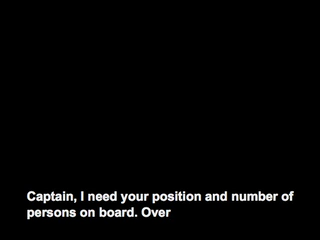 Captain, I need your position and number of
persons on board. Over